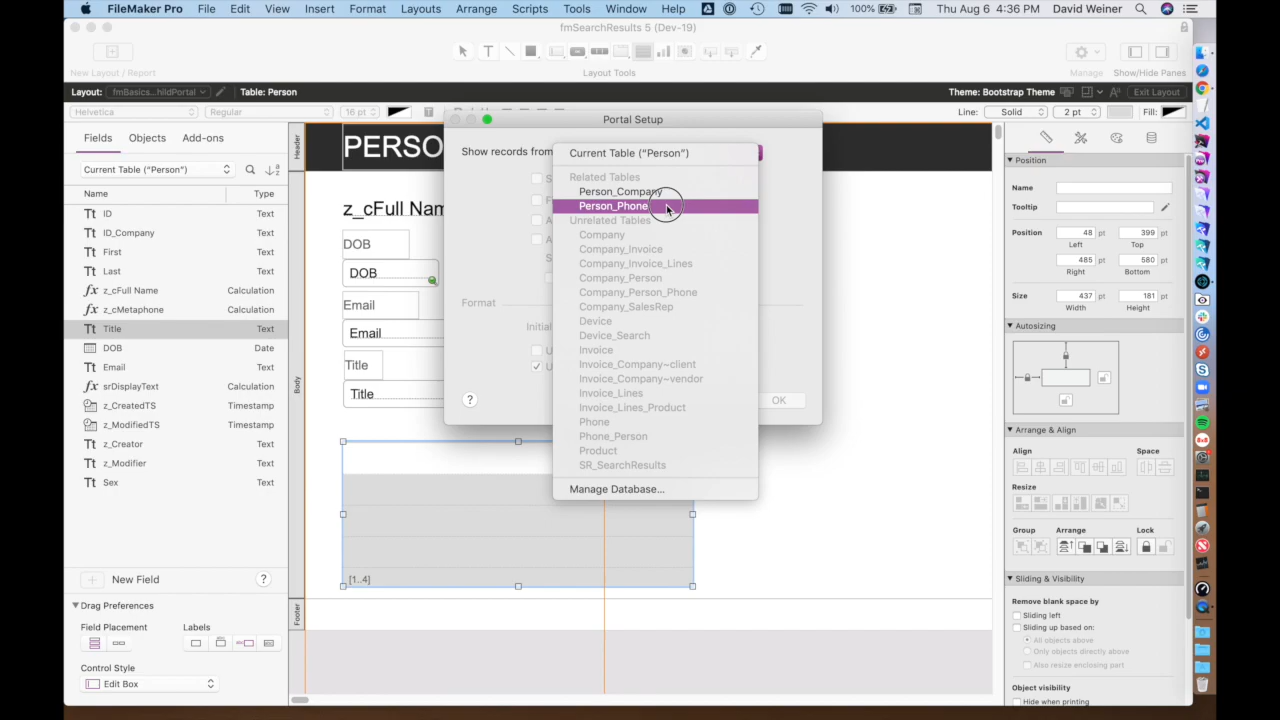 FileMaker Pro File Edit View Insert Format Layouts Arrange Scripts Tools Window Help 100% Thu Aug 6 4:36 PM David Weiner
fmSearchResults 5 (Dev-19)
New Layout / Report
Layout Tools
Manage
Show/Hide Panes
Layout: fmBasics...hildPortal
Table: Person
Theme: Bootstrap Theme
Exit Layout
Helvetica
Regular
16 pt
Line:
Solid
2 pt
Fill:
Fields
Objects
Add-ons
Current Table ("Person")
Name
Type
ID Text
ID_Company Text
First Text
Last Text
z_cFull Name Calculation
z_cMetaphone Calculation
Title Text
DOB Date
Email Text
srDisplayText Calculation
z_CreatedTS Timestamp
z_ModifiedTS Timestamp
z_Creator Text
z_Modifier Text
Sex Text
New Field
?
Drag Preferences
Field Placement
Labels
Control Style
Edit Box
Header
Body
Footer
PERSO
z_cFull Nam
DOB
DOB
Email
Email
Title
Title
[1..4]
Portal Setup
Show records from
Format
Initial
?
OK
Current Table ("Person")
Related Tables
Person_Company
Person_Phone
Unrelated Tables
Company
Company_Invoice
Company_Invoice_Lines
Company_Person
Company_Person_Phone
Company_SalesRep
Device
Device_Search
Invoice
Invoice_Company~client
Invoice_Company~vendor
Invoice_Lines
Invoice_Lines_Product
Phone
Phone_Person
Product
SR_SearchResults
Manage Database...
Position
Name
Tooltip
Position
48 pt
399 pt
Left
Top
485 pt
580 pt
Right
Bottom
Size
437 pt
181 pt
Width
Height
Autosizing
Arrange & Align
Align
Space
Resize
Group
Arrange
Lock
Sliding & Visibility
Remove blank space by
Sliding left
Sliding up based on:
All objects above
Only objects directly above
Also resize enclosing part
Object visibility
Hide when printing
8x8